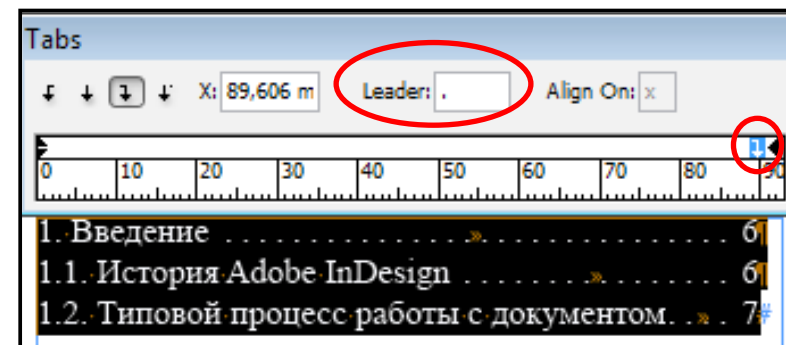 Tabs
X: 89,606 m Leader: . Align On: x
0 10 20 30 40 50 60 70 80 90
1. Введение . . . . . . . . . . . . . . . .». . . . . . . . . . . . . . . . 6¶
1.1. История Adobe InDesign . . . . . . . .». . . . . . . . 6¶
1.2. Типовой процесс работы с документом. . » . 7#